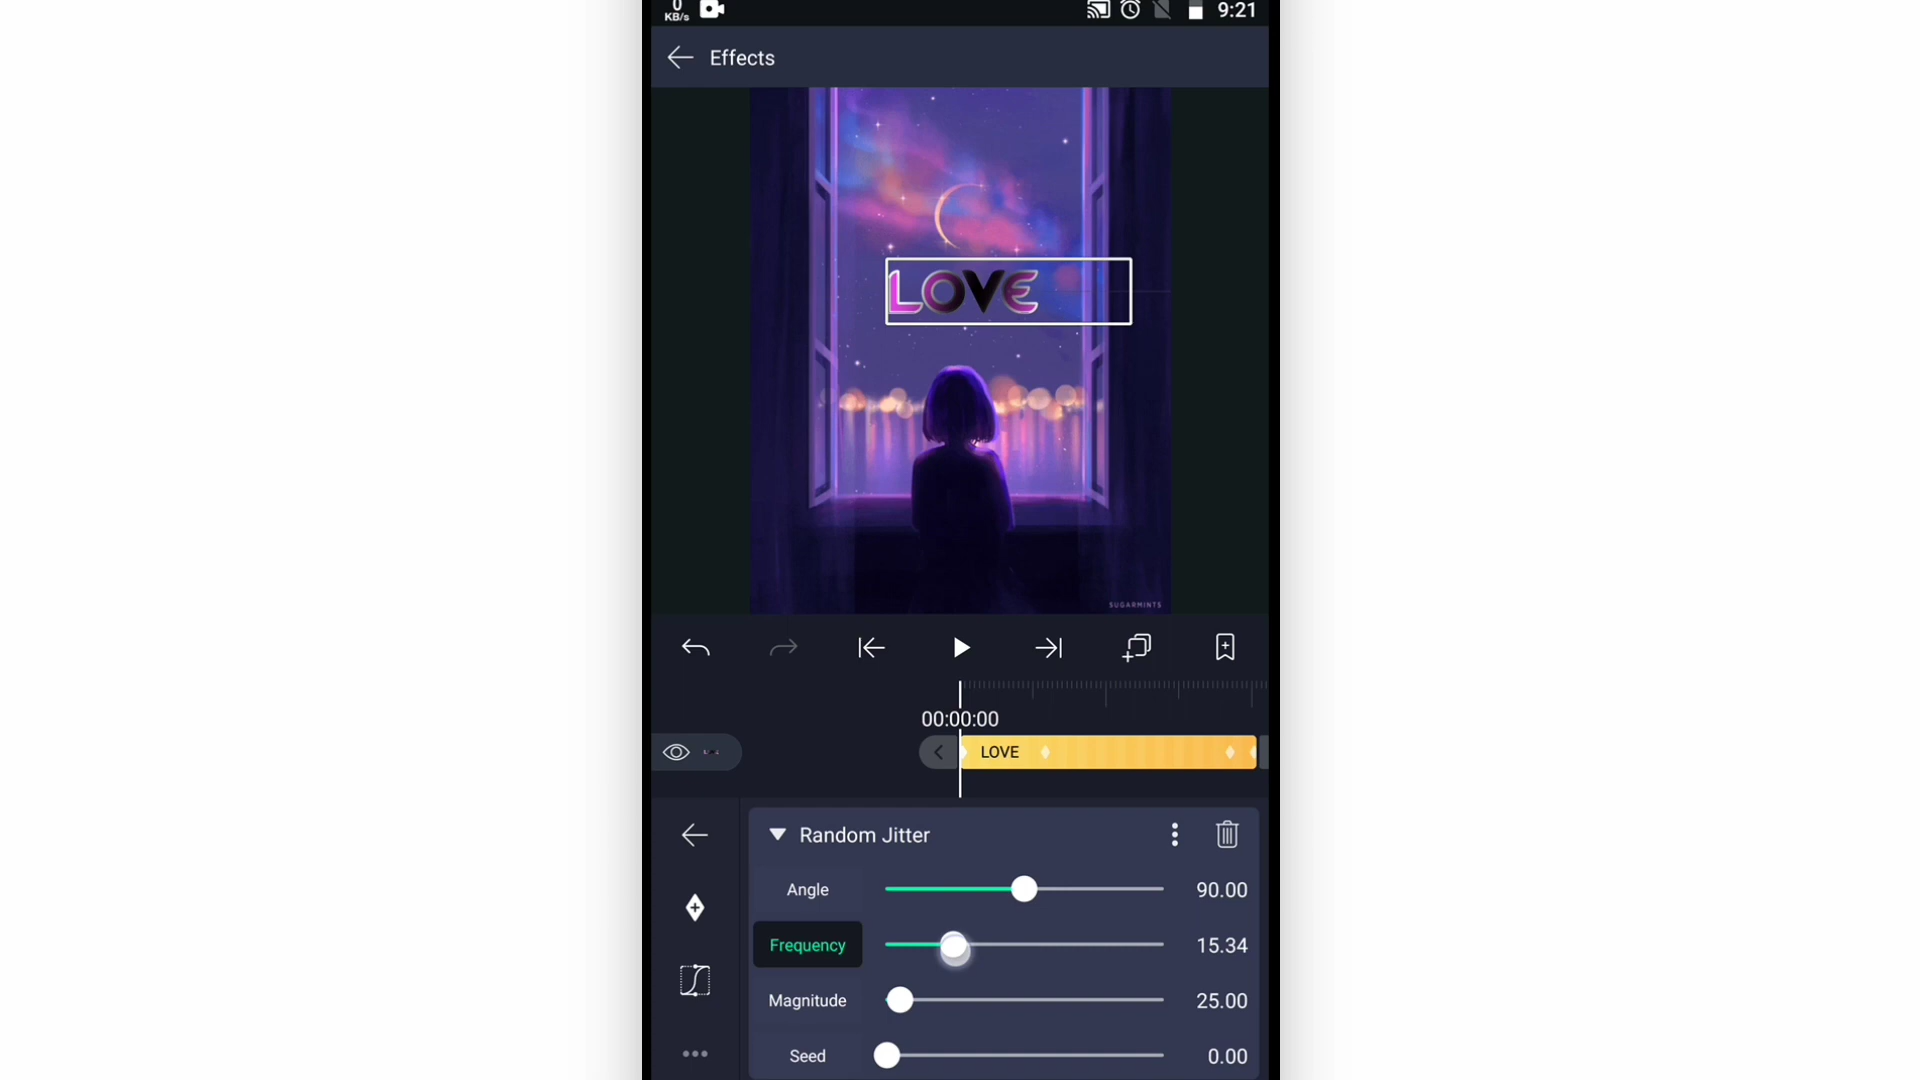 0
KB/s
9:21
Effects
LOVE
SUGARMINTS
00:00:00
LOVE
Random Jitter
Angle
90.00
Frequency
15.34
Magnitude
25.00
Seed
0.00